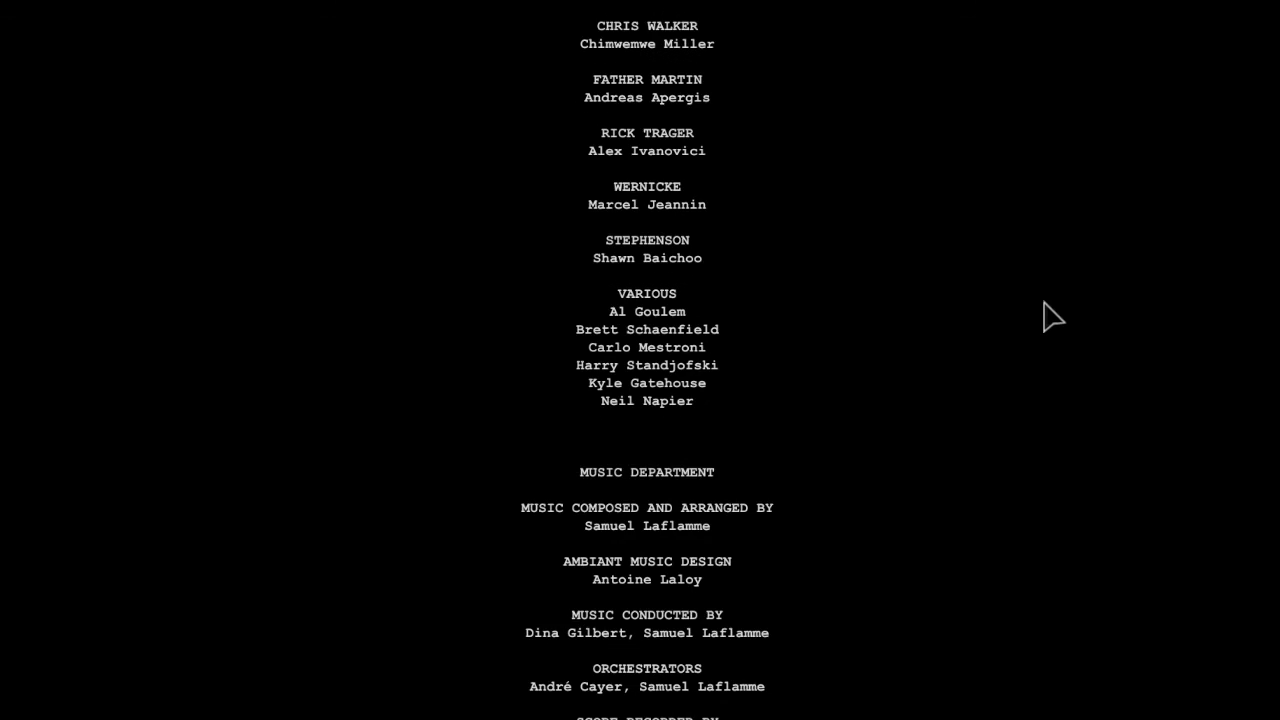 CHRIS WALKER
Chimwemwe Miller
FATHER MARTIN
Andreas Apergis
RICK TRAGER
Alex Ivanovici
WERNICKE
Marcel Jeannin
STEPHENSON
Shawn Baichoo
VARIOUS
Al Goulem
Brett Schaenfield
Carlo Mestroni
Harry Standjofski
Kyle Gatehouse
Neil Napier
MUSIC DEPARTMENT
MUSIC COMPOSED AND ARRANGED BY
Samuel Laflamme
AMBIANT MUSIC DESIGN
Antoine Laloy
MUSIC CONDUCTED BY
Dina Gilbert, Samuel Laflamme
ORCHESTRATORS
André Cayer, Samuel Laflamme